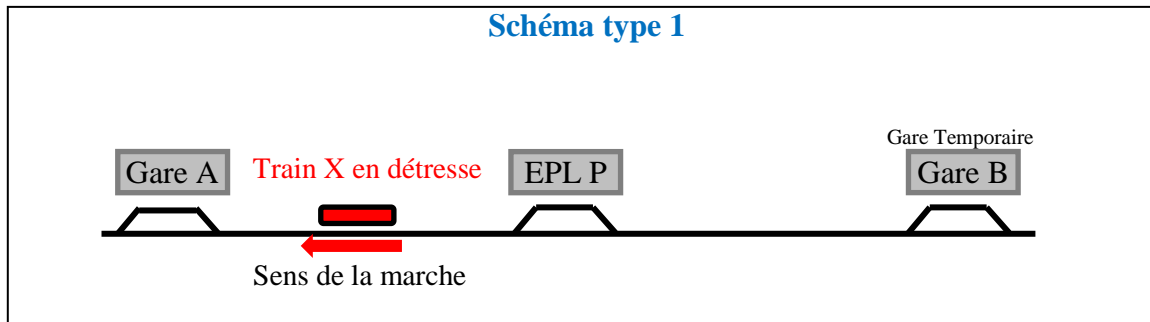 Schéma type 1
Gare Temporaire
Gare A
Train X en détresse
EPL P
Gare B
Sens de la marche